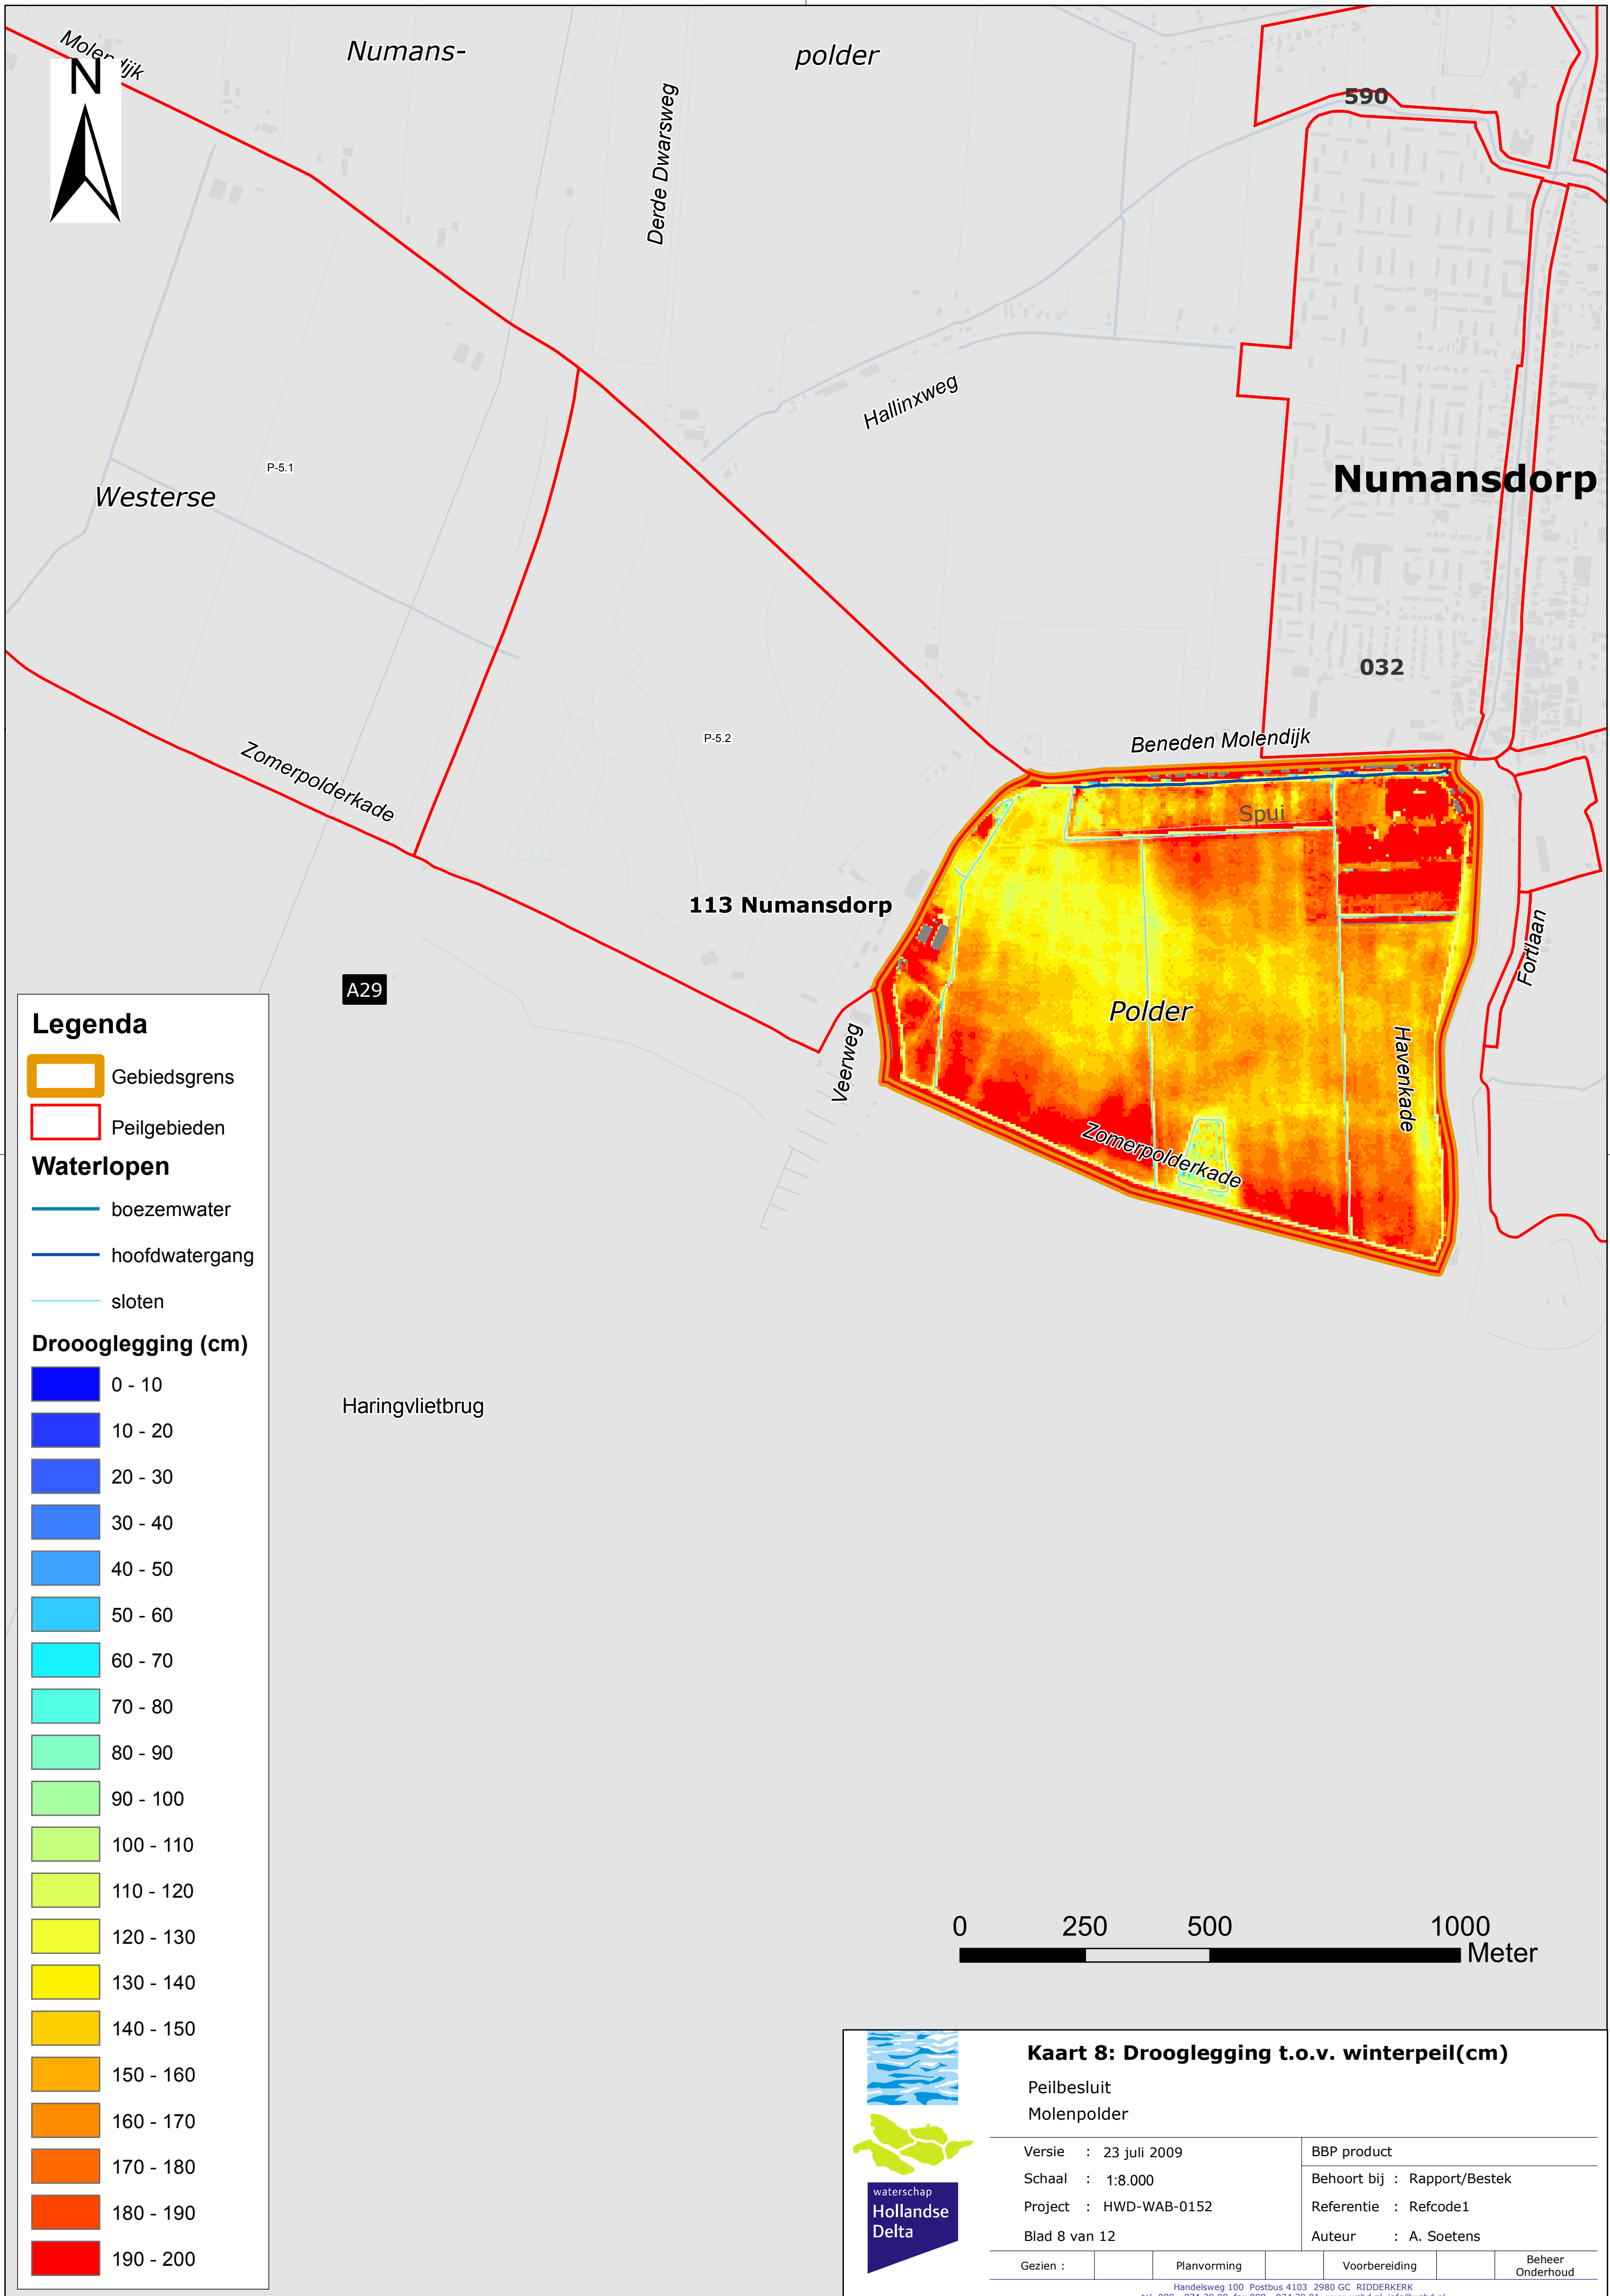 Molendijk
N
Numans-
polder
Derde Dwarsweg
590
Hallinxweg
P-5.1
Westerse
Numansdorp
032
P-5.2
Beneden Molendijk
Zomerpolderkade
Spui
113 Numansdorp
Fortlaan
A29
Polder
Havenkade
Veerweg
Zomerpolderkade
Haringvlietbrug
Legenda
Gebiedsgrens
Peilgebieden
Waterlopen
boezemwater
hoofdwatergang
sloten
Droooglegging (cm)
0 - 10
10 - 20
20 - 30
30 - 40
40 - 50
50 - 60
60 - 70
70 - 80
80 - 90
90 - 100
100 - 110
110 - 120
120 - 130
130 - 140
140 - 150
150 - 160
160 - 170
170 - 180
180 - 190
190 - 200
0 250 500 1000
Meter
Kaart 8: Drooglegging t.o.v. winterpeil(cm)
Peilbesluit
Molenpolder
Versie : 23 juli 2009
BBP product
Schaal : 1:8.000
Behoort bij : Rapport/Bestek
Project : HWD-WAB-0152
Referentie : Refcode1
Blad 8 van 12
Auteur : A. Soetens
waterschap
Hollandse
Delta
Gezien : Planvorming Voorbereiding Beheer
Onderhoud
Handelsweg 100 Postbus 4103 2980 GC RIDDERKERK